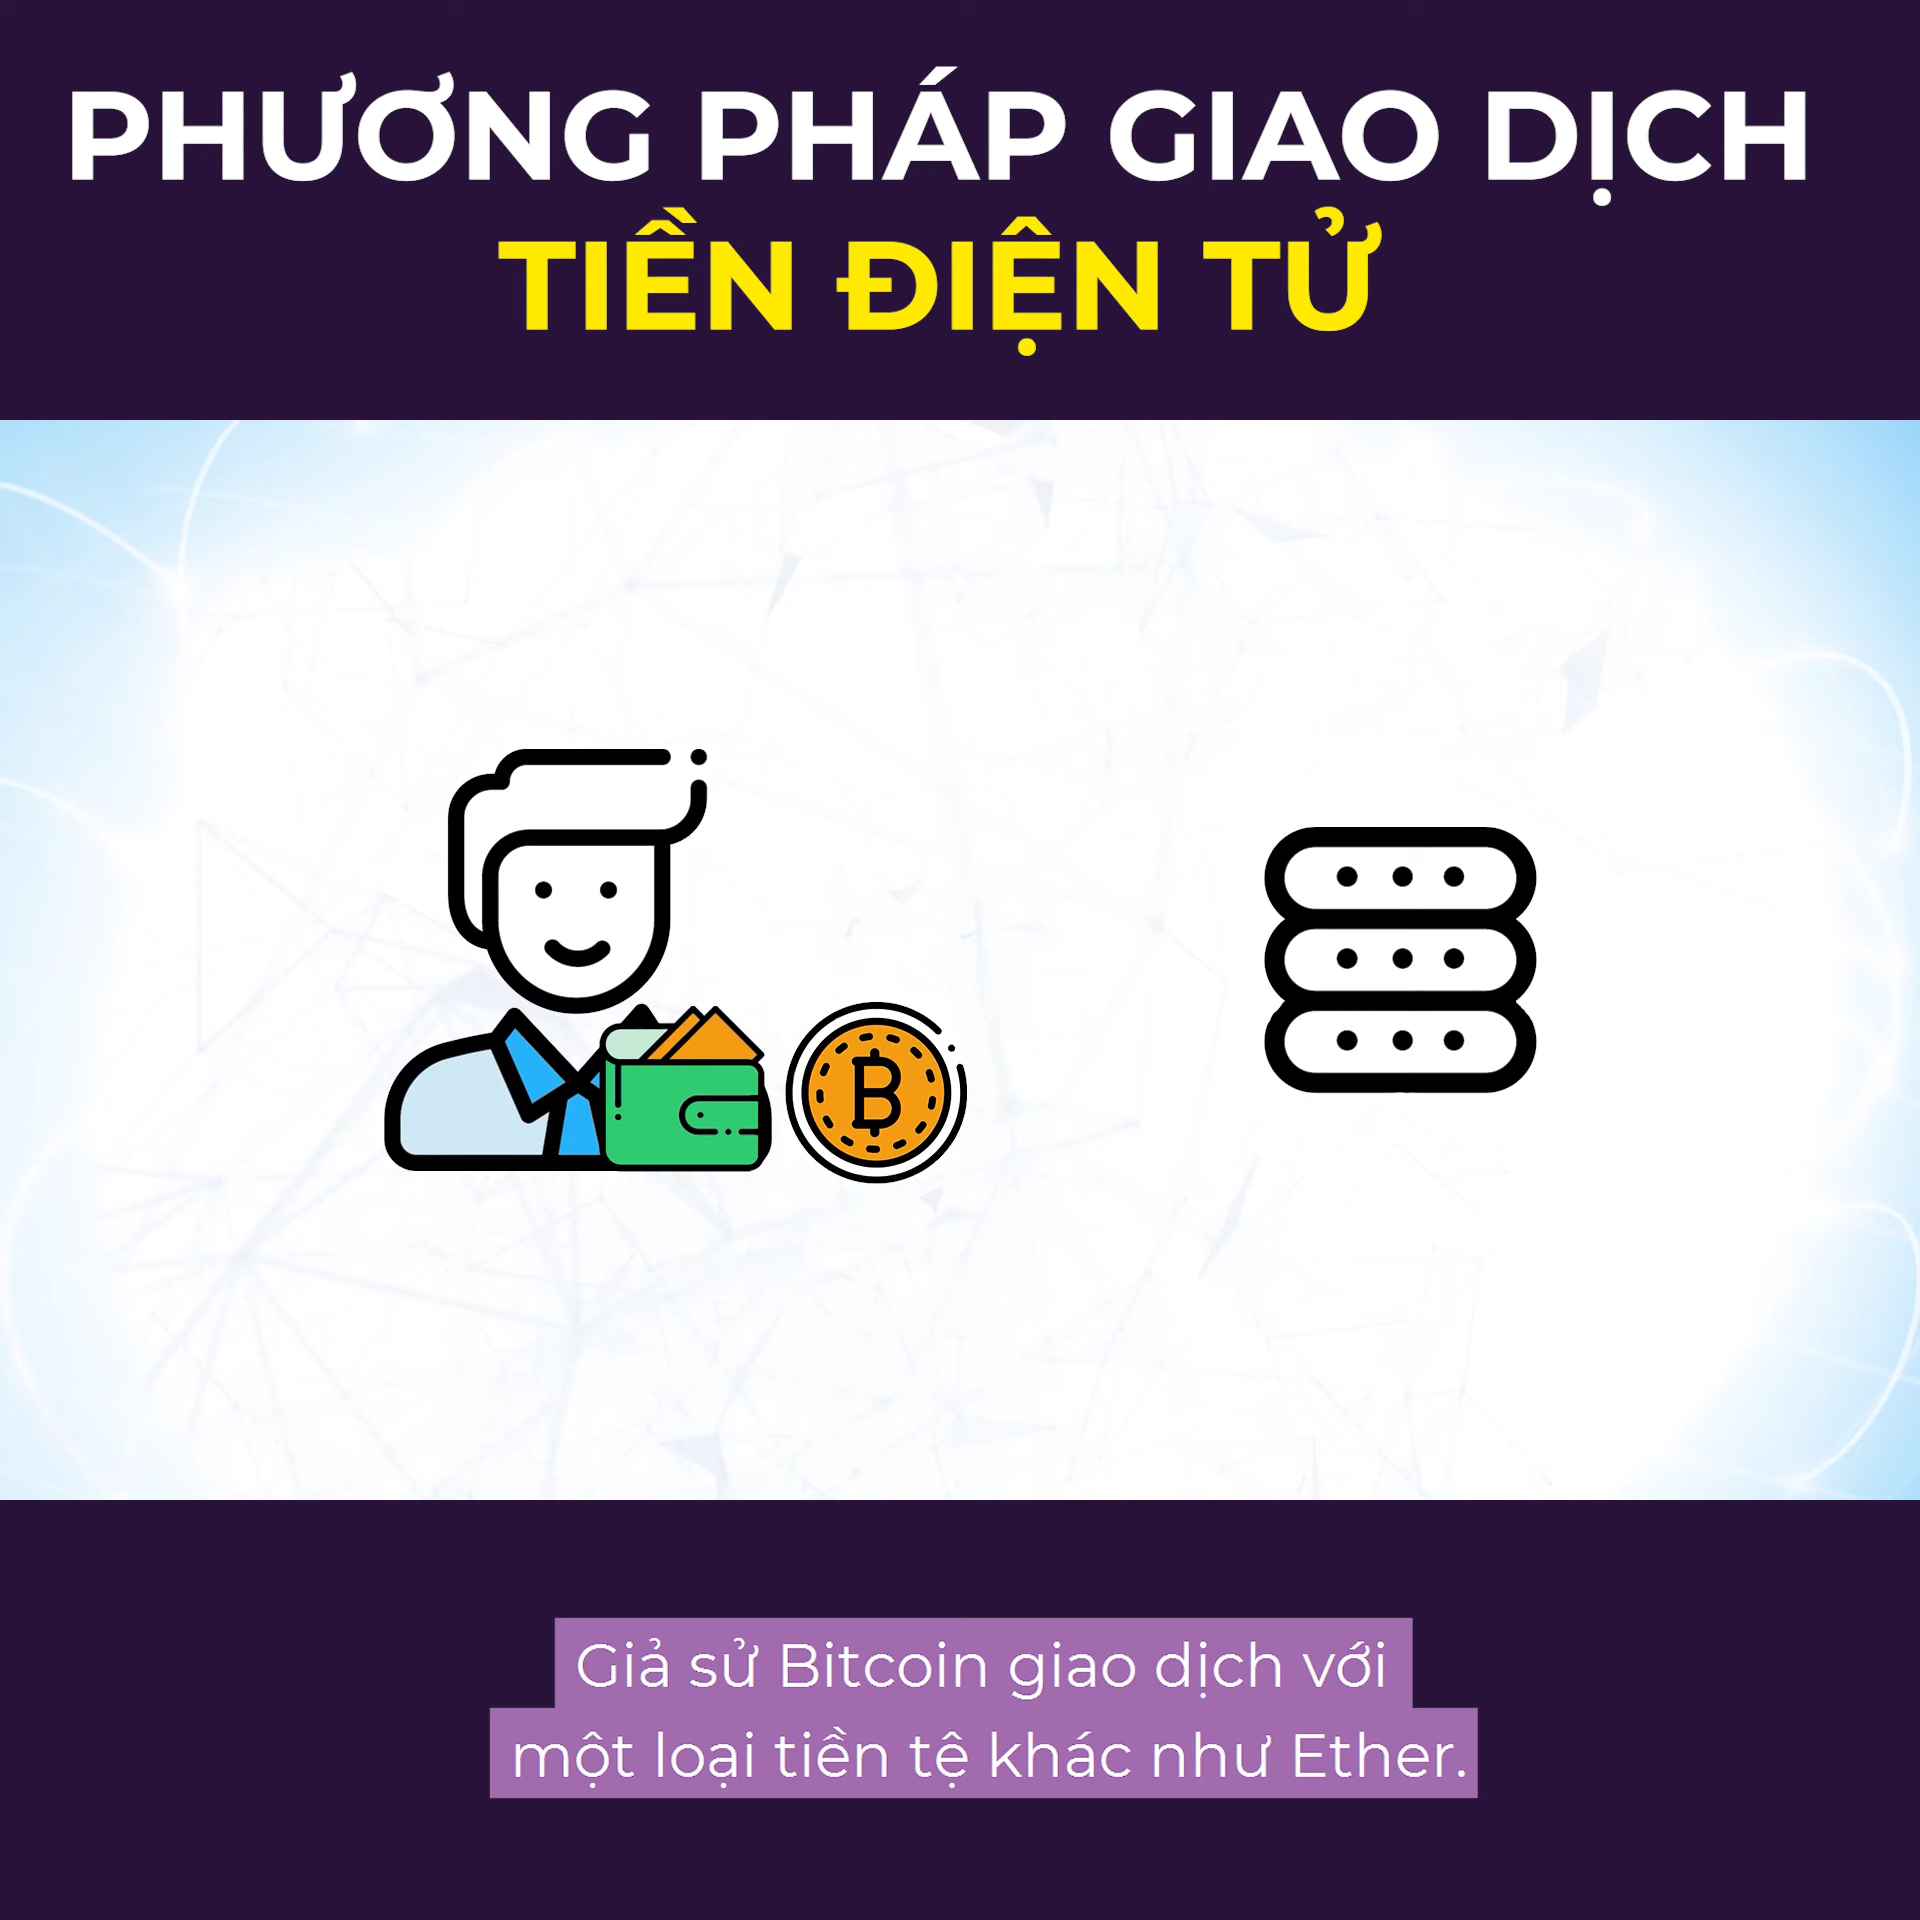 PHƯƠNG PHÁP GIAO DỊCH
TIỀN ĐIỆN TỬ
Giả sử Bitcoin giao dịch với
một loại tiền tệ khác như Ether.